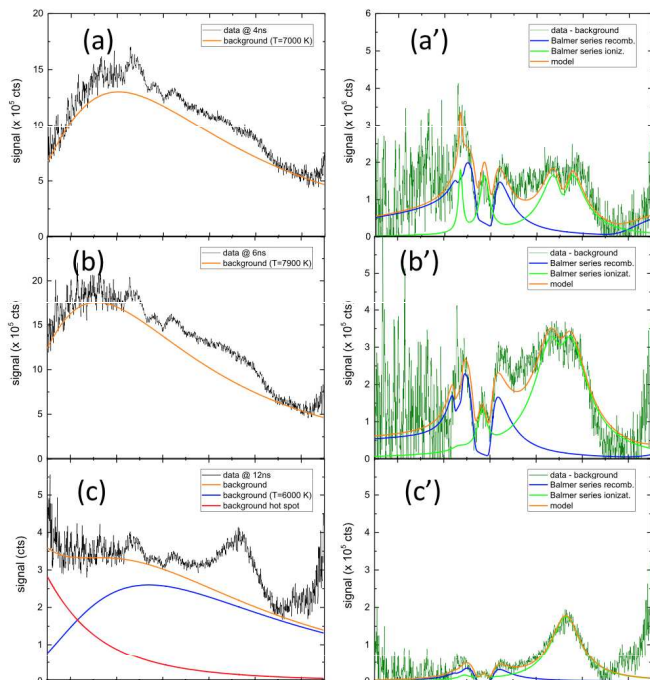 (a)
data @ 4ns
background (T=7000 K)
signal (x 10⁵ cts)
17
15
10
5
0
(a')
data - background
Balmer series recomb.
Balmer series ioniz.
model
signal (x 10⁵ cts)
6
5
4
3
2
1
0
(b)
data @ 6ns
background (T=7900 K)
signal (x 10⁵ cts)
20
15
10
5
0
(b')
data - background
Balmer series recomb.
Balmer series ionizat.
model
signal (x 10⁵ cts)
5
4
3
2
1
0
(c)
data @ 12ns
background
background (T=6000 K)
background hot spot
signal (cts)
5
4
3
2
1
0
(c')
data - background
Balmer series recomb.
Balmer series ionizat.
model
signal (x 10⁵ cts)
5
4
3
2
1
0